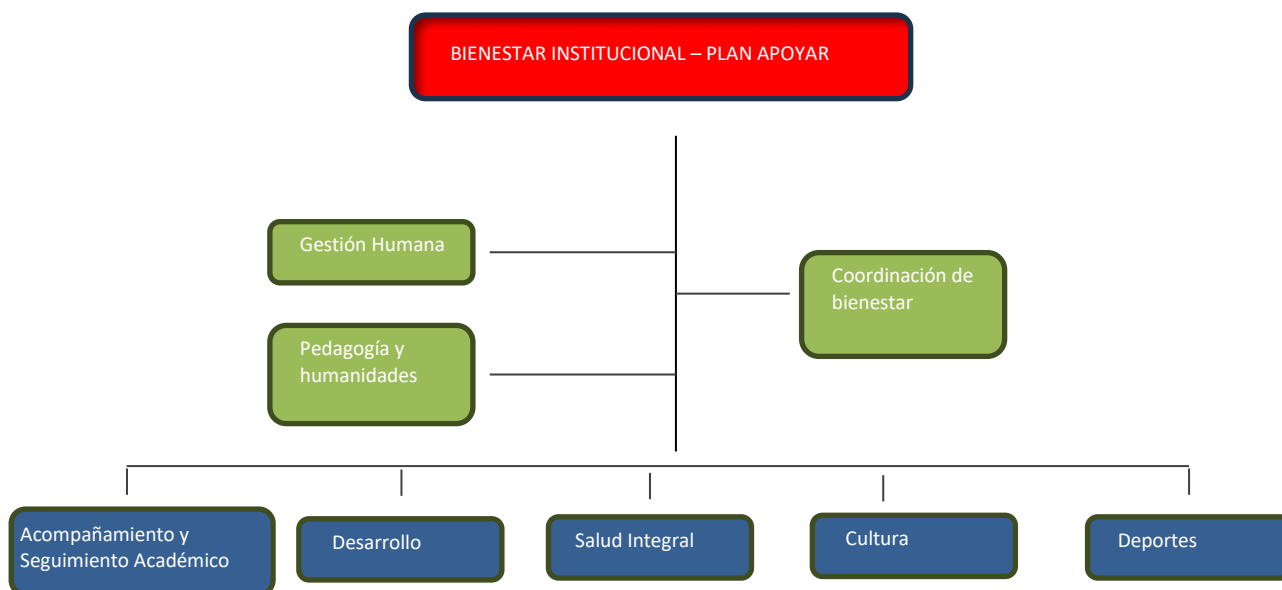 BIENESTAR INSTITUCIONAL – PLAN APOYAR
Gestión Humana
Coordinación de
bienestar
Pedagogía y
humanidades
Acompañamiento y
Seguimiento Académico
Desarrollo
Salud Integral
Cultura
Deportes